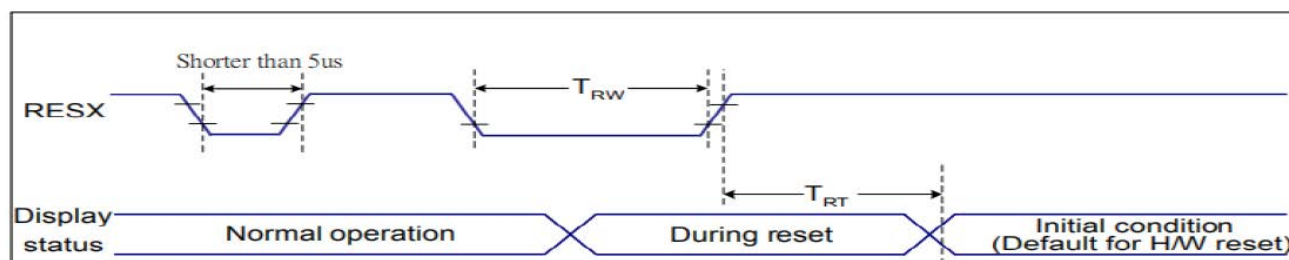 Shorter than 5us
RESX
TRW
TRT
Display
status
Normal operation
During reset
Initial condition
(Default for H/W reset)